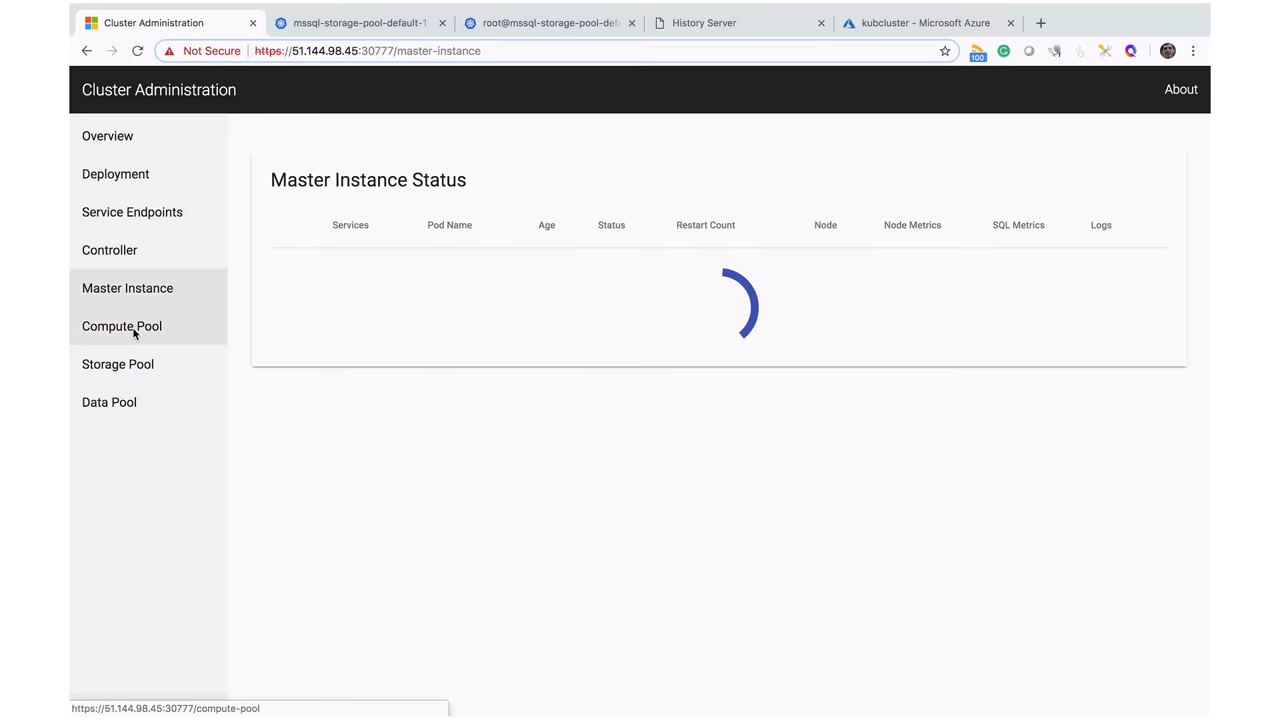 Cluster Administration
mssql-storage-pool-default-1
root@mssql-storage-pool-def
History Server
kubcluster - Microsoft Azure
Not Secure https://51.144.98.45:30777/master-instance
100
Cluster Administration
About
Overview
Deployment
Service Endpoints
Controller
Master Instance
Compute Pool
Storage Pool
Data Pool
Master Instance Status
Services Pod Name Age Status Restart Count Node Node Metrics SQL Metrics Logs
https://51.144.98.45:30777/compute-pool